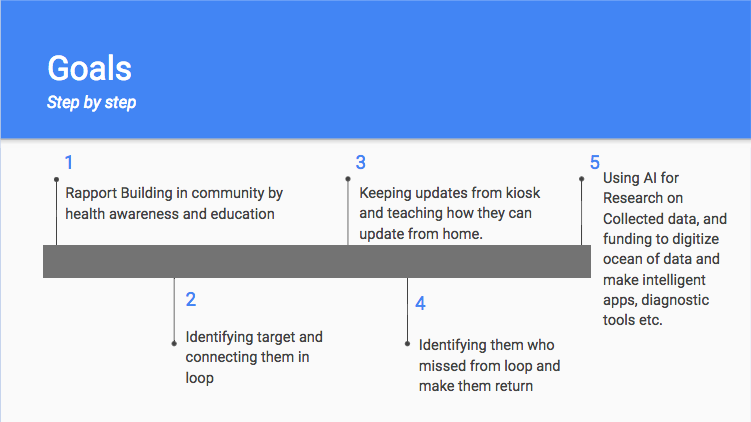 Goals
Step by step
1
Rapport Building in community by
health awareness and education
2
Identifying target and
connecting them in
loop
3
Keeping updates from kiosk
and teaching how they can
update from home.
4
Identifying them who
missed from loop and
make them return
5
Using AI for
Research on
Collected data, and
funding to digitize
ocean of data and
make intelligent
apps, diagnostic
tools etc.